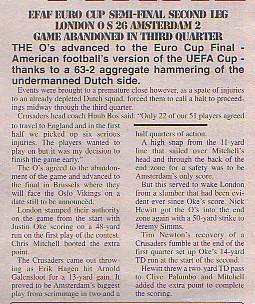 EFAF EURO CUP SEMI-FINAL SECOND LEG
LONDON O S 26 AMSTERDAM 2
GAME ABANDONED IN THIRD QUARTER
THE O's advanced to the Euro Cup Final -
American football's version of the UEFA Cup -
thanks to a 63-2 aggregate hammering of the
undermanned Dutch side.
Events were brought to a premature close however, as a spate of injuries
to an already depleted Dutch squad, forced them to call a halt to proceed-
ings midway through the third quarter.
Crusaders head coach Huub Bos said: "Only 22 of our 51 players agreed
to travel to England and in the first
half we picked up six serious
injuries. The players wanted to
play on but it was my decision to
finish the game early."
The O's agreed to the abandon-
ment of the game and advanced to
the final in Brussels where they
will face the Oslo Vikings on a
date still to be announced.
London stamped their authority
on the game from the start with
Justin Oke scoring on a 48-yard
run on the first play of the contest.
Chris Mitchell booted the extra
point.
The Crusaders came out throw-
ing as Erik Hagen hit Arnold
Galensloot for a 13-yard gain. It
proved to be Amsterdam's biggest
play from scrimmage in two and a
half quarters of action.
A high snap from the 11-yard
line that sailed over Mitchell's
head and through the back of the
end zone for a safety was to be
Amsterdam's only score.
But this served to wake London
from a slumber that had been evi-
dent ever since Oke's score. Nick
Hewitt got the O's into the end
zone again with a 50-yard strike to
Jeremy Simms.
Tim Newton's recovery of a
Crusaders fumble at the end of the
first quarter set up Oke's 14-yard
TD run at the start of the second.
Hewitt threw a two-yard TD pass
to Clive Palumbo and Mitchell
added the extra point to complete
the scoring.